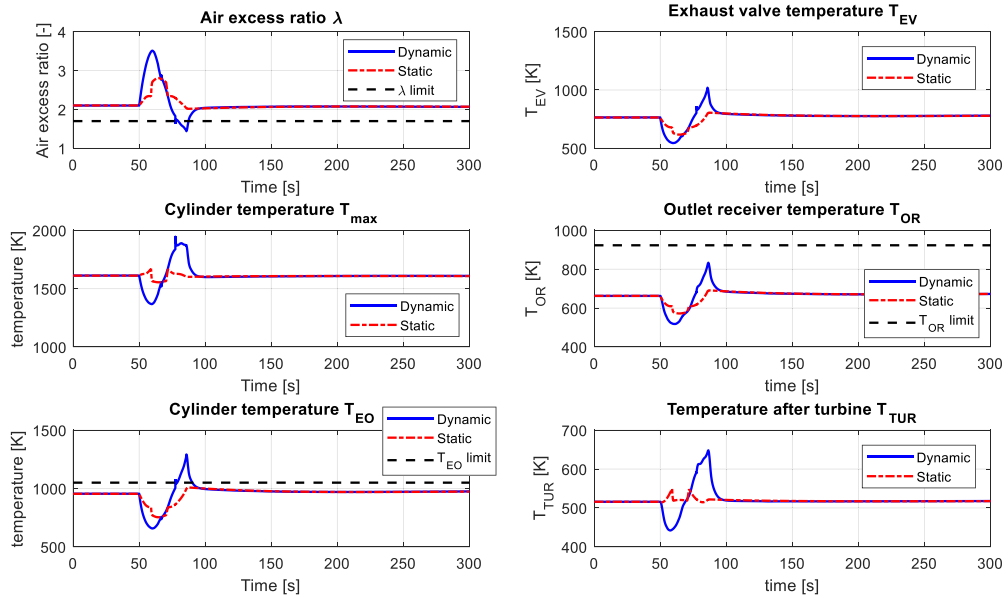 Air excess ratio λ
Air excess ratio [-]
4
3
2
1
0 50 100 150 200 250 300
Time [s]
Dynamic
Static
λ limit
Exhaust valve temperature T_EV
T_EV [K]
1500
1000
500
0 50 100 150 200 250 300
time [s]
Dynamic
Static
Cylinder temperature T_max
temperature [K]
2000
1500
1000
0 50 100 150 200 250 300
Time [s]
Dynamic
Static
Outlet receiver temperature T_OR
T_OR [K]
1000
800
600
400
0 50 100 150 200 250 300
time [s]
Dynamic
Static
T_OR limit
Cylinder temperature T_EO
temperature [K]
1500
1000
500
0 50 100 150 200 250 300
Time [s]
Dynamic
Static
T_EO limit
Temperature after turbine T_TUR
T_TUR [K]
700
600
500
400
0 50 100 150 200 250 300
time [s]
Dynamic
Static